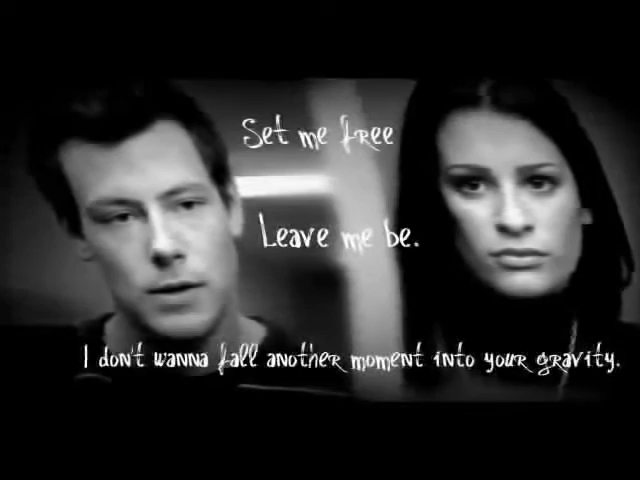 Set me free
Leave me be.
I don't wanna fall another moment into your gravity.